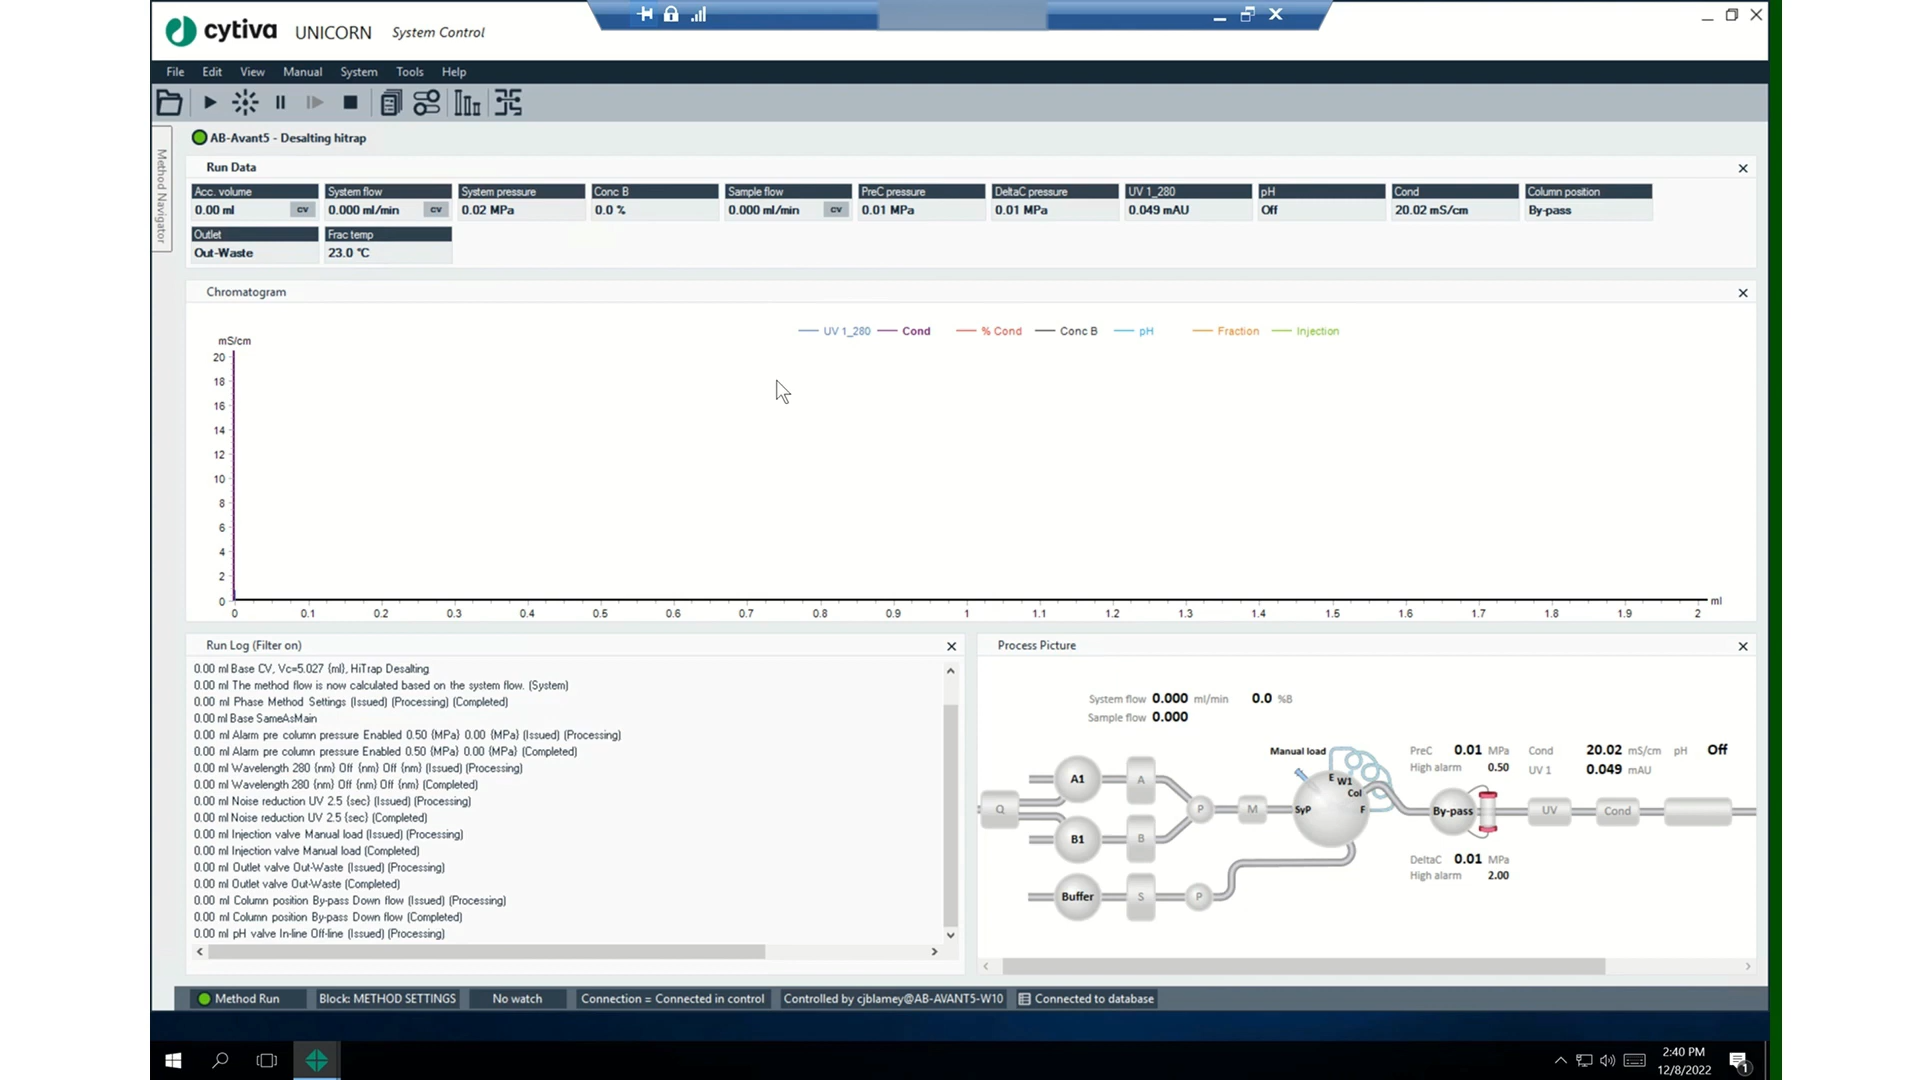 cytiva UNICORN System Control
File Edit View Manual System Tools Help
Method Navigator
AB-Avant5 - Desalting hitrap
Run Data
Acc. volume System flow System pressure Conc B Sample flow PreC pressure DeltaC pressure UV 1_280 pH Cond Column position
0.00 ml CV 0.000 ml/min CV 0.02 MPa 0.0 % 0.000 ml/min CV 0.01 MPa 0.01 MPa 0.049 mAU Off 20.02 mS/cm By-pass
Outlet Frac temp
Out-Waste 23.0 °C
Chromatogram
UV 1_280 Cond % Cond Conc B pH Fraction Injection
mS/cm
20
18
16
14
12
10
8
6
4
2
0
0 0.1 0.2 0.3 0.4 0.5 0.6 0.7 0.8 0.9 1 1.1 1.2 1.3 1.4 1.5 1.6 1.7 1.8 1.9 2 ml
Run Log (Filter on)
0.00 ml Base CV, Vc=5.027 {ml}, HiTrap Desalting
0.00 ml The method flow is now calculated based on the system flow. (System)
0.00 ml Phase Method Settings (Issued) (Processing) (Completed)
0.00 ml Base SameAsMain
0.00 ml Alarm pre column pressure Enabled 0.50 {MPa} 0.00 {MPa} (Issued) (Processing)
0.00 ml Alarm pre column pressure Enabled 0.50 {MPa} 0.00 {MPa} (Completed)
0.00 ml Wavelength 280 {nm} Off {nm} Off {nm} (Issued) (Processing)
0.00 ml Wavelength 280 {nm} Off {nm} Off {nm} (Completed)
0.00 ml Noise reduction UV 2.5 {sec} (Issued) (Processing)
0.00 ml Noise reduction UV 2.5 {sec} (Completed)
0.00 ml Injection valve Manual load (Issued) (Processing)
0.00 ml Injection valve Manual load (Completed)
0.00 ml Outlet valve Out-Waste (Issued) (Processing)
0.00 ml Outlet valve Out-Waste (Completed)
0.00 ml Column position By-pass Down flow (Issued) (Processing)
0.00 ml Column position By-pass Down flow (Completed)
0.00 ml pH valve In-line Off-line (Issued) (Processing)
Process Picture
System flow 0.000 ml/min 0.0 %B
Sample flow 0.000
Manual load
PreC 0.01 MPa Cond 20.02 mS/cm pH Off
High alarm 0.50 UV 1 0.049 mAU
A1 A
E W1
Col
Q P M SyP F By-pass UV Cond
B1 B
DeltaC 0.01 MPa
High alarm 2.00
Buffer S P
Method Run Block: METHOD SETTINGS No watch Connection = Connected in control Controlled by cjblamey@AB-AVANT5-W10 Connected to database
2:40 PM
12/8/2022
1